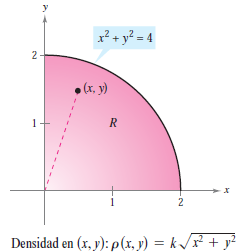 y
x² + y² = 4
2
(x, y)
1
R
x
1
2
Densidad en (x, y): ρ(x, y) = k√x² + y²